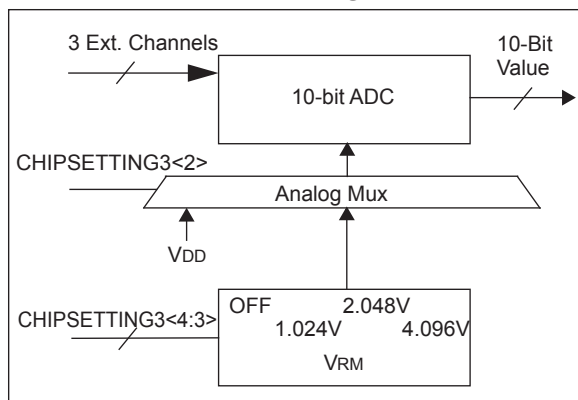 3 Ext. Channels
10-Bit
Value
10-bit ADC
CHIPSETTING3<2>
Analog Mux
VDD
CHIPSETTING3<4:3>
OFF
2.048V
1.024V
4.096V
VRM